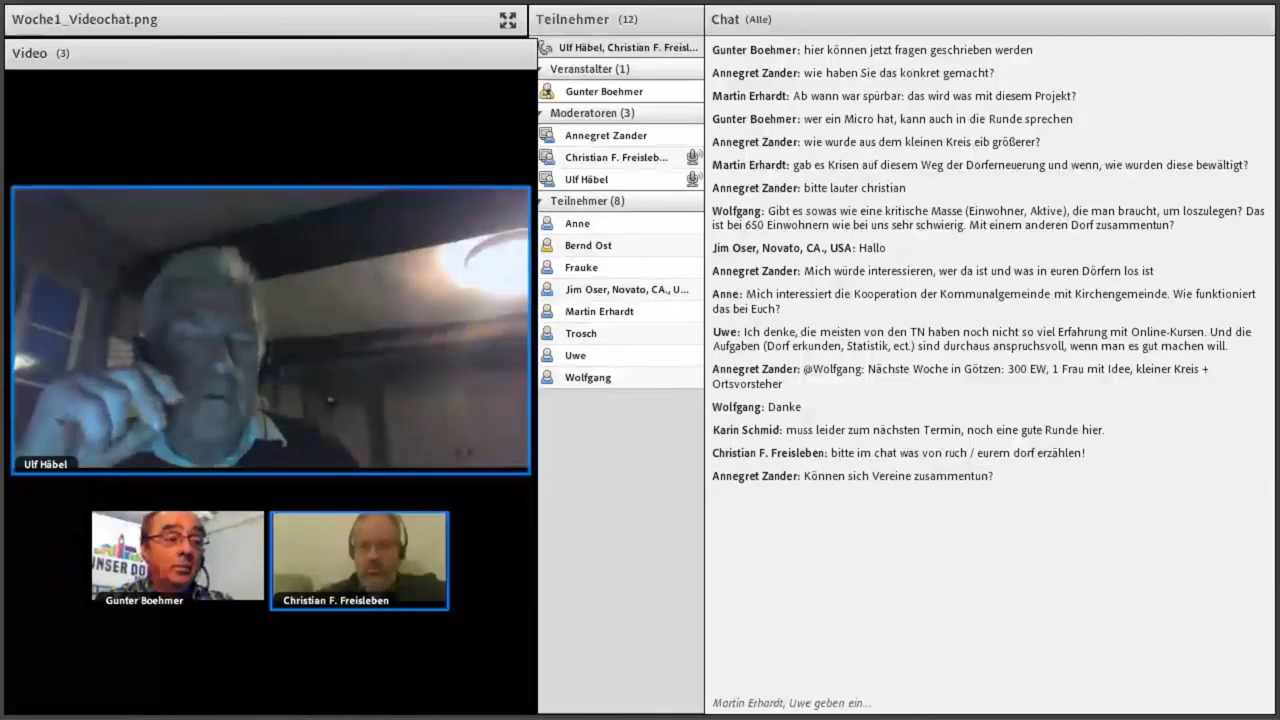 Woche1_Videochat.png
Video (3)
Ulf Häbel
UNSER DO
Gunter Boehmer
Christian F. Freisleben
Teilnehmer (12)
Ulf Häbel, Christian F. Freisl...
Veranstalter (1)
Gunter Boehmer
Moderatoren (3)
Annegret Zander
Christian F. Freisleb...
Ulf Häbel
Teilnehmer (8)
Anne
Bernd Ost
Frauke
Jim Oser, Novato, CA., U...
Martin Erhardt
Trosch
Uwe
Wolfgang
Chat (Alle)
Gunter Boehmer: hier können jetzt fragen geschrieben werden
Annegret Zander: wie haben Sie das konkret gemacht?
Martin Erhardt: Ab wann war spürbar: das wird was mit diesem Projekt?
Gunter Boehmer: wer ein Micro hat, kann auch in die Runde sprechen
Annegret Zander: wie wurde aus dem kleinen Kreis eib größerer?
Martin Erhardt: gab es Krisen auf diesem Weg der Dorferneuerung und wenn, wie wurden diese bewältigt?
Annegret Zander: bitte lauter christian
Wolfgang: Gibt es sowas wie eine kritische Masse (Einwohner, Aktive), die man braucht, um loszulegen? Das
ist bei 650 Einwohnern wie bei uns sehr schwierig. Mit einem anderen Dorf zusammentun?
Jim Oser, Novato, CA., USA: Hallo
Annegret Zander: Mich würde interessieren, wer da ist und was in euren Dörfern los ist
Anne: Mich interessiert die Kooperation der Kommunalgemeinde mit Kirchengemeinde. Wie funktioniert
das bei Euch?
Uwe: Ich denke, die meisten von den TN haben noch nicht so viel Erfahrung mit Online-Kursen. Und die
Aufgaben (Dorf erkunden, Statistik, ect.) sind durchaus anspruchsvoll, wenn man es gut machen will.
Annegret Zander: @Wolfgang: Nächste Woche in Götzen: 300 EW, 1 Frau mit Idee, kleiner Kreis +
Ortsvorsteher
Wolfgang: Danke
Karin Schmid: muss leider zum nächsten Termin, noch eine gute Runde hier.
Christian F. Freisleben: bitte im chat was von ruch / eurem dorf erzählen!
Annegret Zander: Können sich Vereine zusammentun?
Martin Erhardt, Uwe geben ein...